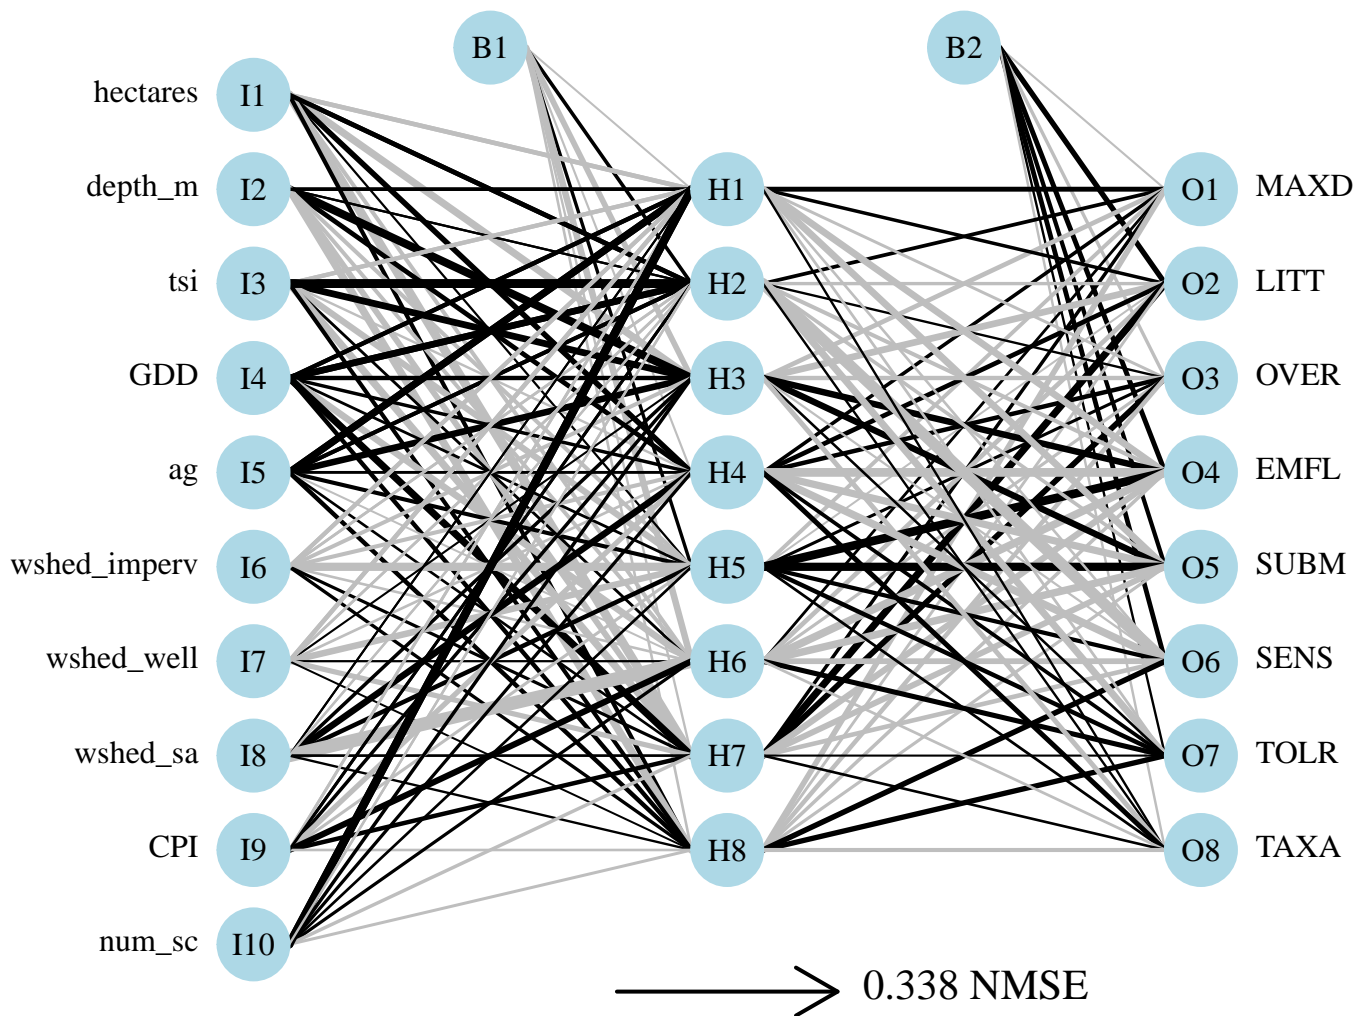 B1
B2
hectares I1
depth_m I2 H1 O1 MAXD
tsi I3 H2 O2 LITT
GDD I4 H3 O3 OVER
ag I5 H4 O4 EMFL
wshed_imperv I6 H5 O5 SUBM
wshed_well I7 H6 O6 SENS
wshed_sa I8 H7 O7 TOLR
CPI I9 H8 O8 TAXA
num_sc I10
0.338 NMSE